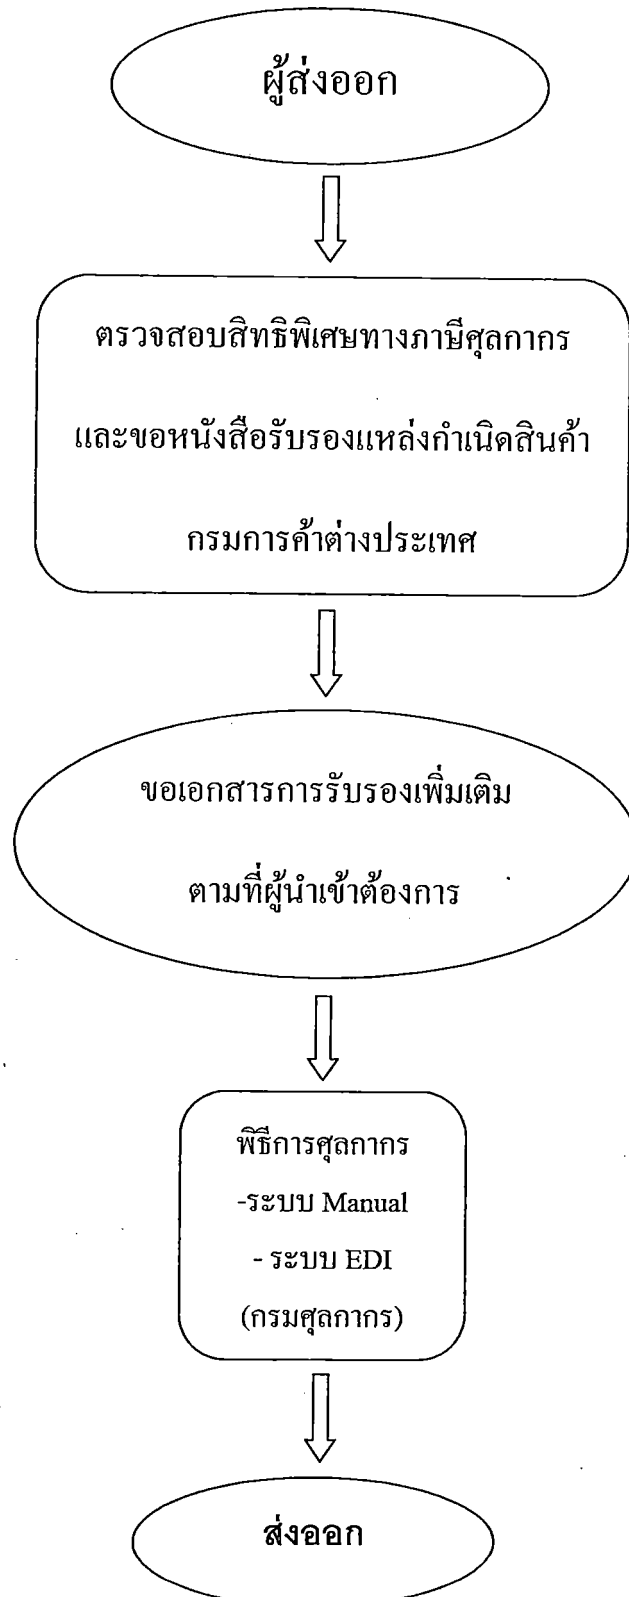 ผู้ส่งออก
ตรวจสอบสิทธิพิเศษทางภาษีศุลกากร
และขอหนังสือรับรองแหล่งกำเนิดสินค้า
กรมการค้าต่างประเทศ
ขอเอกสารการรับรองเพิ่มเติม
ตามที่ผู้นำเข้าต้องการ
พิธีการศุลกากร
-ระบบ Manual
- ระบบ EDI
(กรมศุลกากร)
ส่งออก